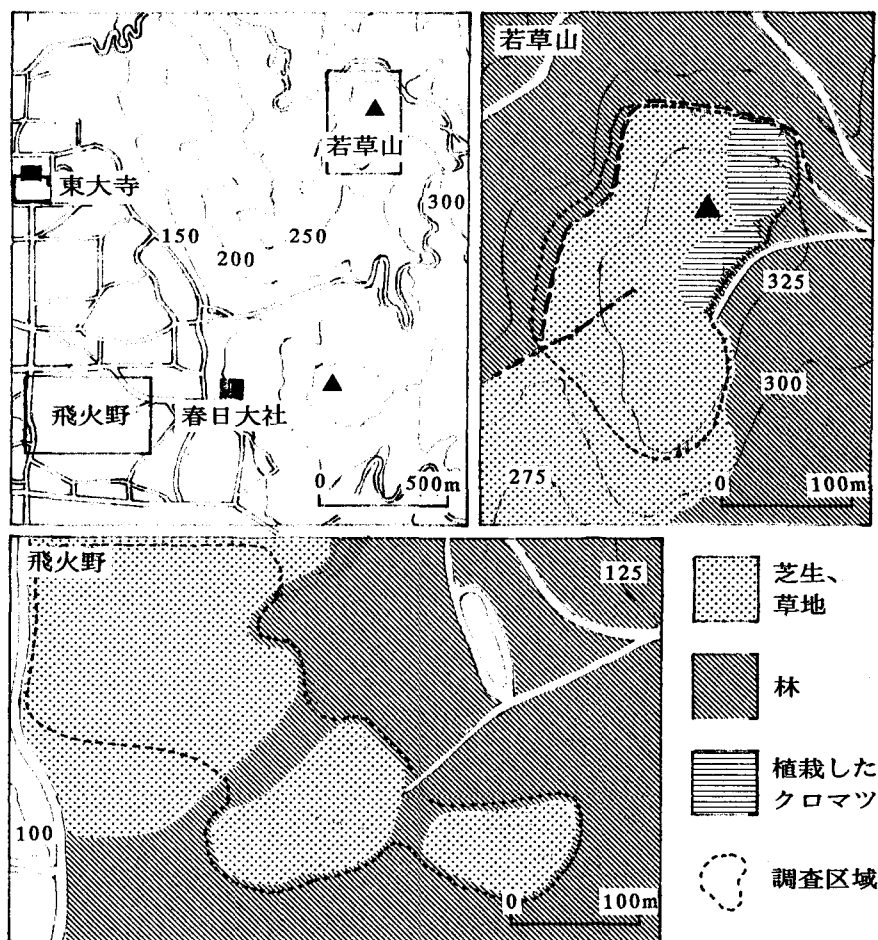 若草山
東大寺
150
200
250
300
飛火野
春日大社
0 500m
若草山
325
300
275
0 100m
飛火野
125
100
0 100m
芝生、
草地
林
植栽した
クロマツ
調査区域